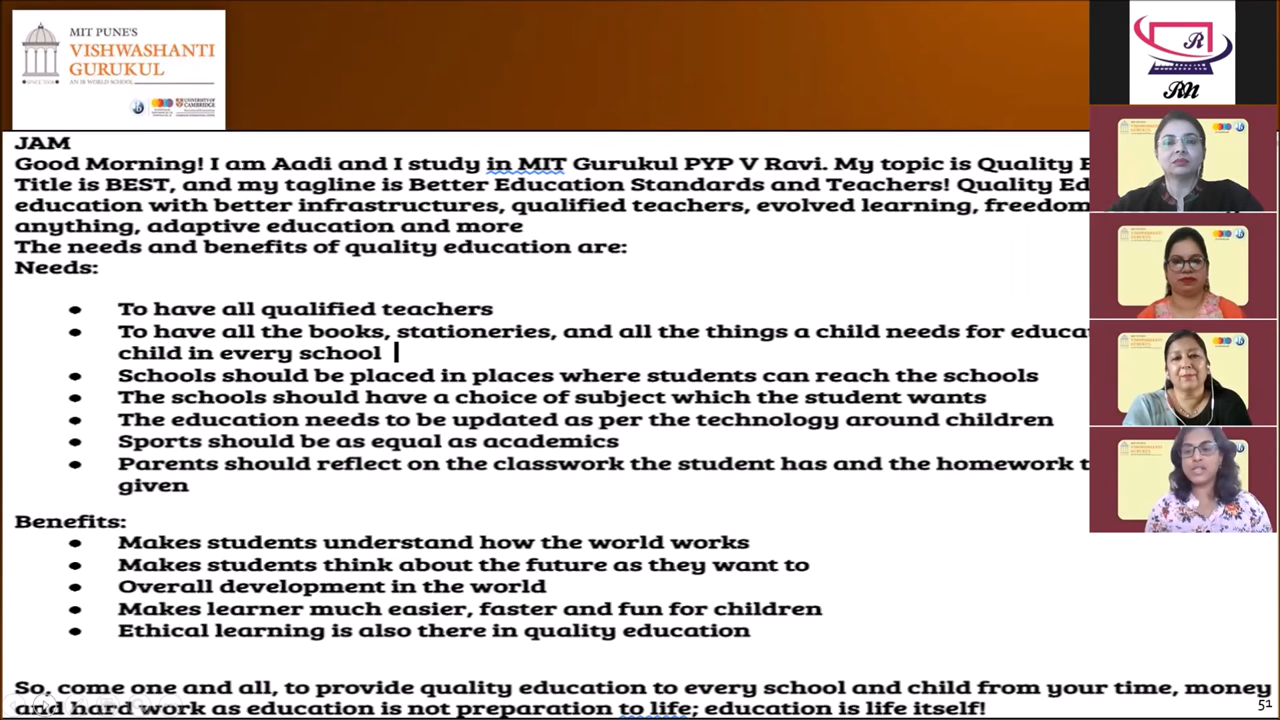 MIT PUNE'S
VISHWASHANTI
GURUKUL
AN IB WORLD SCHOOL
SINCE 2006
UNIVERSITY OF
CAMBRIDGE
R
RN
JAM
Good Morning! I am Aadi and I study in MIT Gurukul PYP V Ravi. My topic is Quality
Title is BEST, and my tagline is Better Education Standards and Teachers! Quality Ed
education with better infrastructures, qualified teachers, evolved learning, freedom
anything, adaptive education and more
The needs and benefits of quality education are:
Needs:
To have all qualified teachers
To have all the books, stationeries, and all the things a child needs for educa
child in every school
Schools should be placed in places where students can reach the schools
The schools should have a choice of subject which the student wants
The education needs to be updated as per the technology around children
Sports should be as equal as academics
Parents should reflect on the classwork the student has and the homework t
given
Benefits:
Makes students understand how the world works
Makes students think about the future as they want to
Overall development in the world
Makes learner much easier, faster and fun for children
Ethical learning is also there in quality education
So, come one and all, to provide quality education to every school and child from your time, money
and hard work as education is not preparation to life; education is life itself!
51